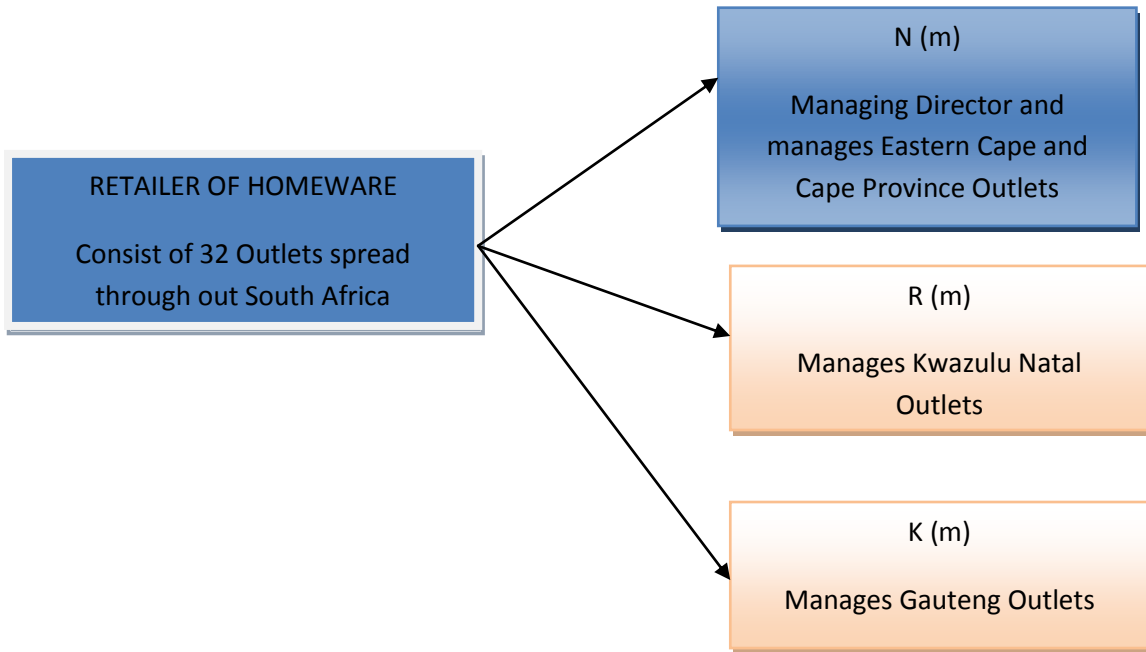 RETAILER OF HOMEWARE
Consist of 32 Outlets spread
through out South Africa
N (m)
Managing Director and
manages Eastern Cape and
Cape Province Outlets
R (m)
Manages Kwazulu Natal
Outlets
K (m)
Manages Gauteng Outlets